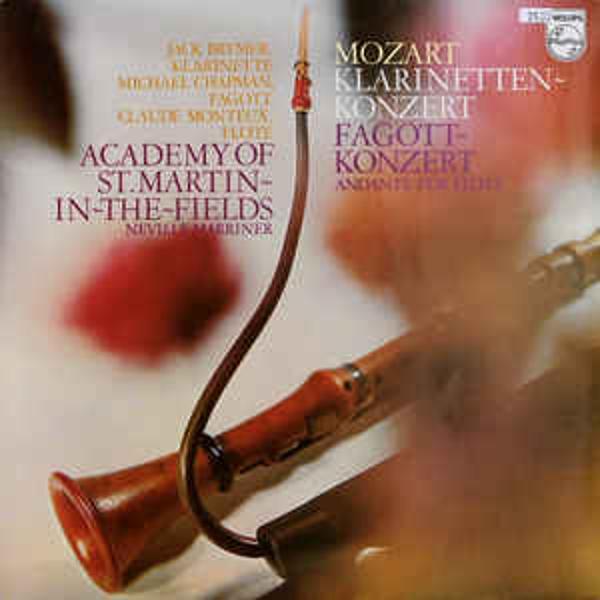 JACK BRYMER,
KLARINETTE
MICHAEL CHAPMAN,
FAGOTT
CLAUDE MONTEUX,
FLÖTE
ACADEMY OF
ST. MARTIN-
IN-THE-FIELDS
NEVILLE MARRINER
MOZART
KLARINETTEN-
KONZERT
FAGOTT-
KONZERT
ANDANTE FÜR FLÖTE
PHILIPS